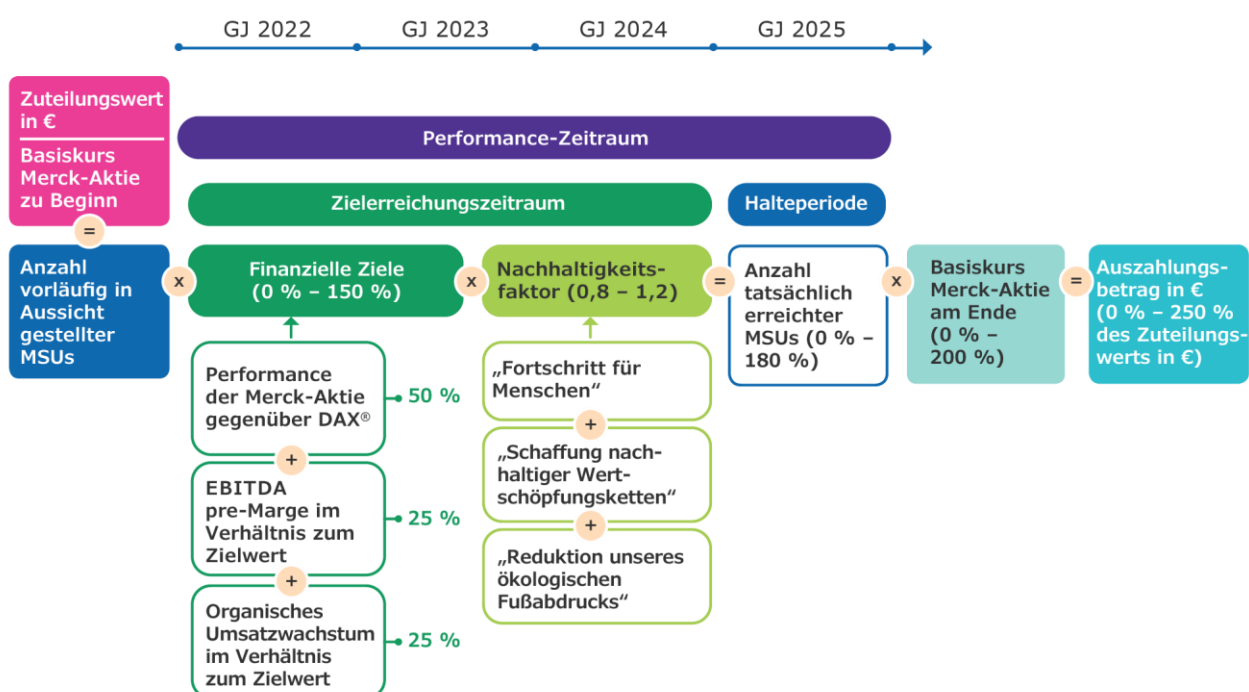 GJ 2022
GJ 2023
GJ 2024
GJ 2025
Zuteilungswert
in €
Basiskurs
Merck-Aktie
zu Beginn
Performance-Zeitraum
Zielerreichungszeitraum
Halteperiode
=
Anzahl
vorläufig in
Aussicht
gestellter
MSUs
x
Finanzielle Ziele
(0 % – 150 %)
x
Nachhaltigkeits-
faktor (0,8 – 1,2)
=
Anzahl
tatsächlich
erreichter
MSUs (0 % –
180 %)
x
Basiskurs
Merck-Aktie
am Ende
(0 % –
200 %)
=
Auszahlungs-
betrag in €
(0 % – 250 %
des Zuteilungs-
werts in €)
Performance
der Merck-Aktie
gegenüber DAX®
50 %
+
EBITDA
pre-Marge im
Verhältnis zum
Zielwert
25 %
+
Organisches
Umsatzwachstum
im Verhältnis
zum Zielwert
25 %
„Fortschritt für
Menschen“
+
„Schaffung nach-
haltiger Wert-
schöpfungsketten“
+
„Reduktion unseres
ökologischen
Fußabdrucks“